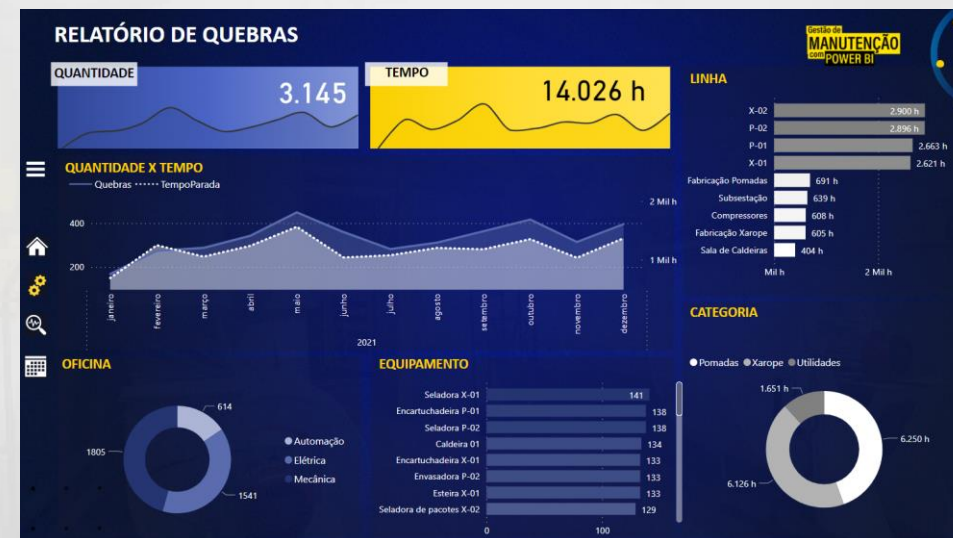 RELATÓRIO DE QUEBRAS
Gestão de
MANUTENÇÃO
com POWER BI
QUANTIDADE
3.145
TEMPO
14.026 h
QUANTIDADE X TEMPO
Quebras TempoParada
400
200
2 Mil h
1 Mil h
janeiro
fevereiro
março
abril
maio
junho
julho
agosto
setembro
outubro
novembro
dezembro
2021
LINHA
X-02 2.900 h
P-02 2.896 h
P-01 2.663 h
X-01 2.621 h
Fabricação Pomadas 691 h
Subsestação 639 h
Compressores 608 h
Fabricação Xarope 605 h
Sala de Caldeiras 404 h
Mil h 2 Mil h
OFICINA
614
1805
1541
Automação
Elétrica
Mecânica
EQUIPAMENTO
Seladora X-01 141
Encartuchadeira P-01 138
Seladora P-02 138
Caldeira 01 134
Encartuchadeira X-01 133
Envasadora P-02 133
Esteira X-01 133
Seladora de pacotes X-02 129
0 100
CATEGORIA
Pomadas Xarope Utilidades
1.651 h
6.250 h
6.126 h